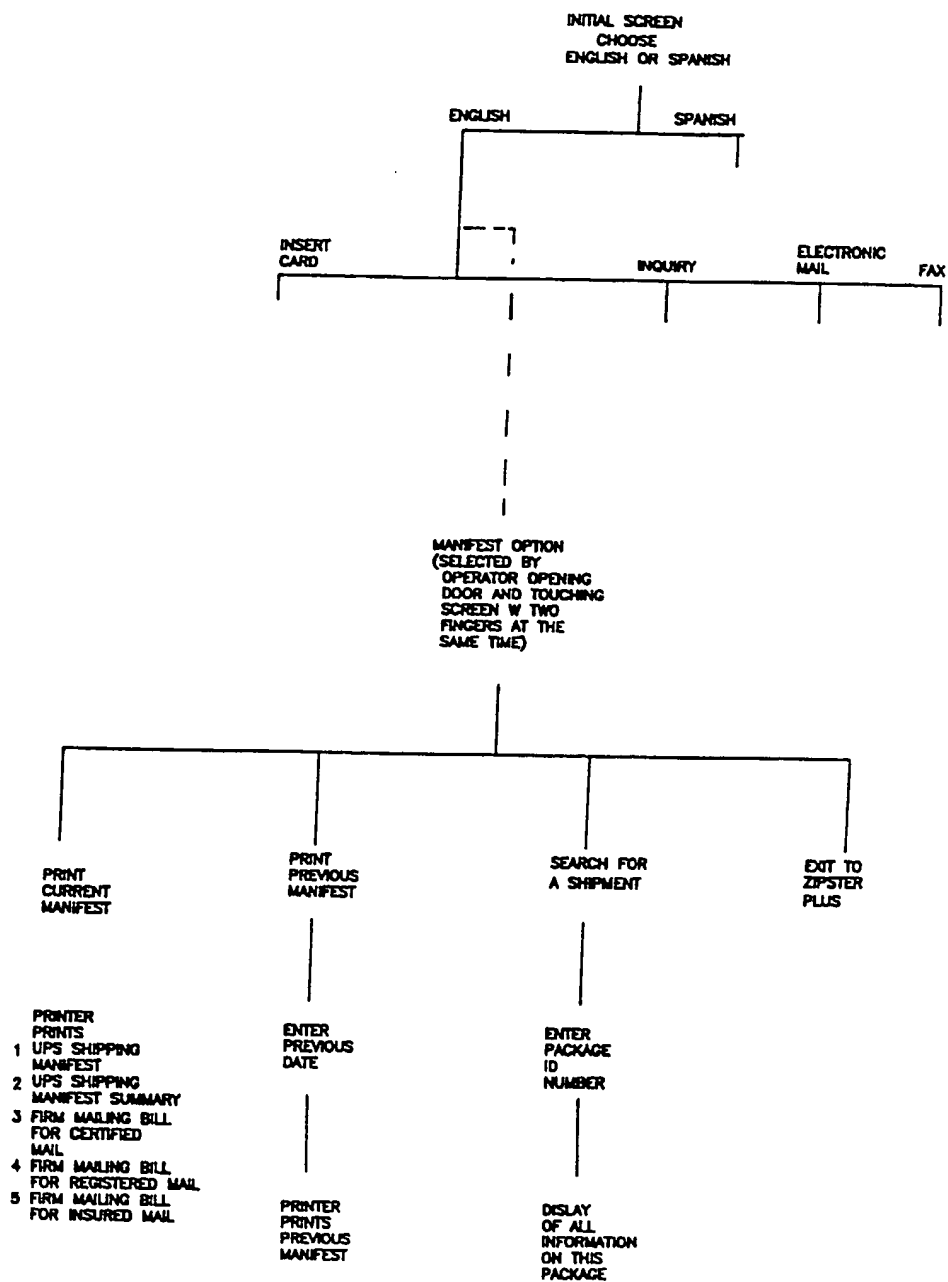 INITIAL SCREEN
CHOOSE
ENGLISH OR SPANISH
ENGLISH
SPANISH
INSERT
CARD
INQUIRY
ELECTRONIC
MAIL
FAX
MANIFEST OPTION
(SELECTED BY
OPERATOR OPENING
DOOR AND TOUCHING
SCREEN W TWO
FINGERS AT THE
SAME TIME)
PRINT
CURRENT
MANIFEST
PRINT
PREVIOUS
MANIFEST
SEARCH FOR
A SHIPMENT
EXIT TO
ZIPSTER
PLUS
PRINTER
PRINTS
1 UPS SHIPPING
MANIFEST
2 UPS SHIPPING
MANIFEST SUMMARY
3 FIRM MAILING BILL
FOR CERTIFIED
MAIL
4 FIRM MAILING BILL
FOR REGISTERED MAIL
5 FIRM MAILING BILL
FOR INSURED MAIL
ENTER
PREVIOUS
DATE
PRINTER
PRINTS
PREVIOUS
MANIFEST
ENTER
PACKAGE
ID
NUMBER
DISLAY
OF ALL
INFORMATION
ON THIS
PACKAGE